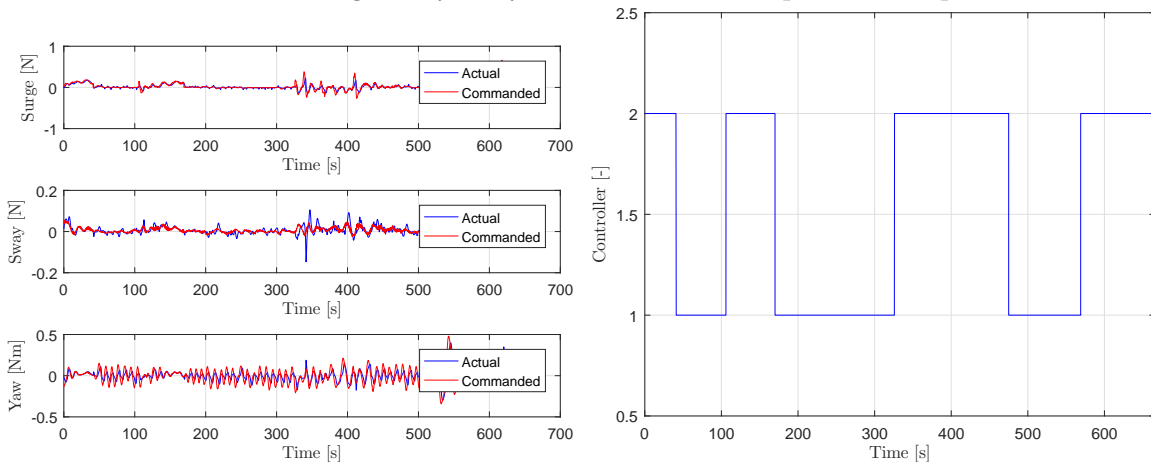 1
0
-1
Surge [N]
Actual
Commanded
0 100 200 300 400 500 600 700
Time [s]
0.2
0
-0.2
Sway [N]
Actual
Commanded
0 100 200 300 400 500 600 700
Time [s]
0.5
0
-0.5
Yaw [Nm]
Actual
Commanded
0 100 200 300 400 500 600 700
Time [s]
2.5
2
1.5
1
0.5
Controller [-]
0 100 200 300 400 500 600
Time [s]